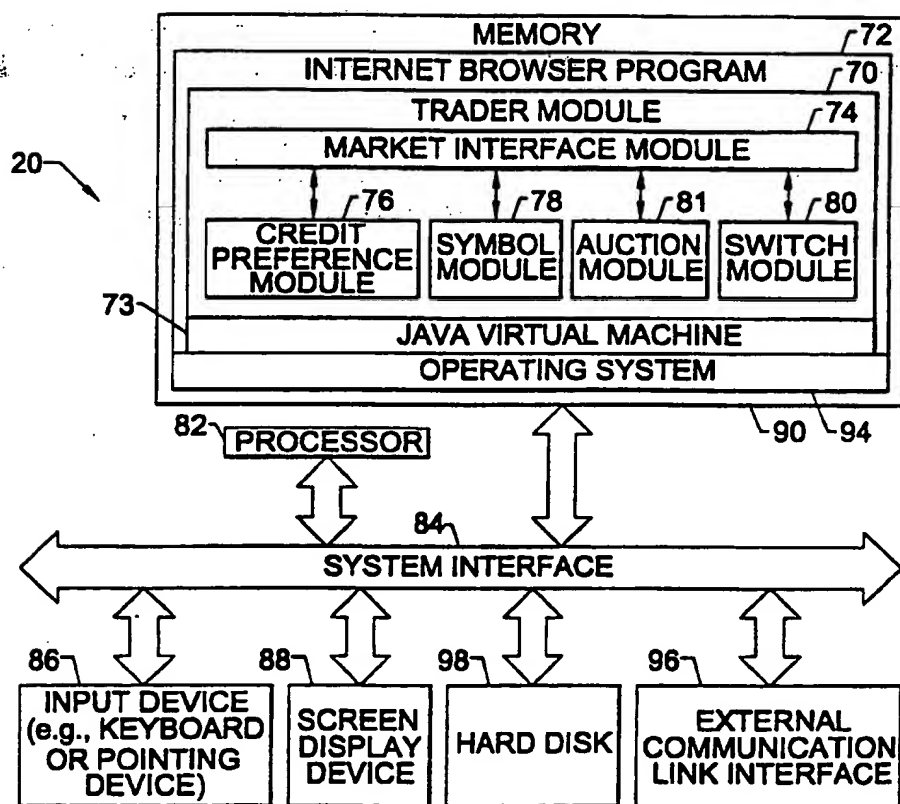 MEMORY
72
INTERNET BROWSER PROGRAM
70
TRADER MODULE
74
MARKET INTERFACE MODULE
20
76
78
81
80
CREDIT
PREFERENCE
MODULE
SYMBOL
MODULE
AUCTION
MODULE
SWITCH
MODULE
73
JAVA VIRTUAL MACHINE
OPERATING SYSTEM
82
PROCESSOR
90
94
84
SYSTEM INTERFACE
86
88
98
96
INPUT DEVICE
(e.g., KEYBOARD
OR POINTING
DEVICE)
SCREEN
DISPLAY
DEVICE
HARD DISK
EXTERNAL
COMMUNICATION
LINK INTERFACE